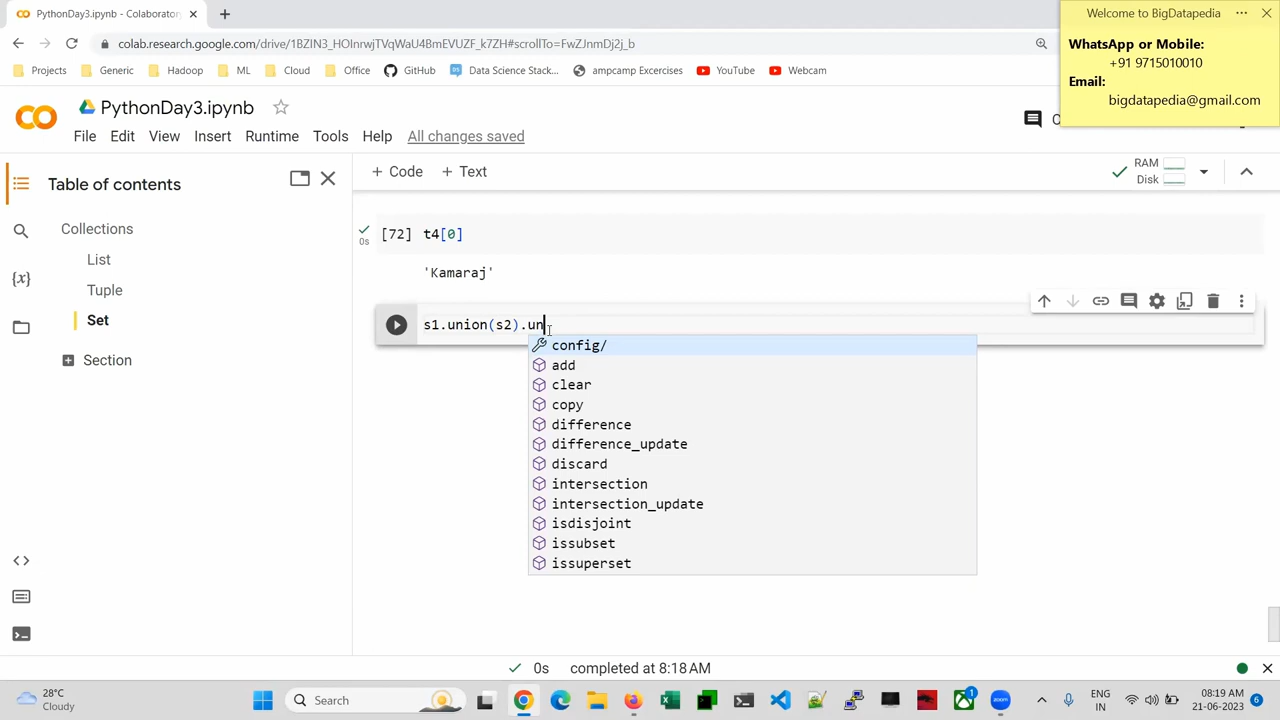 PythonDay3.ipynb - Colaborator
Welcome to BigDatapedia
WhatsApp or Mobile:
+91 9715010010
Email:
bigdatapedia@gmail.com
colab.research.google.com/drive/1BZIN3_HOInrwjTVqWaU4BmEVUZF_k7ZH#scrollTo=FwZJnmDj2j_b
Projects
Generic
Hadoop
ML
Cloud
Office
GitHub
Data Science Stack...
ampcamp Excercises
YouTube
Webcam
PythonDay3.ipynb
File Edit View Insert Runtime Tools Help All changes saved
Table of contents
+ Code + Text
RAM
Disk
Collections
List
Tuple
Set
Section
{x}
[72] t4[0]
0s
'Kamaraj'
s1.union(s2).un
config/
add
clear
copy
difference
difference_update
discard
intersection
intersection_update
isdisjoint
issubset
issuperset
0s completed at 8:18 AM
28°C
Cloudy
Search
1
ENG
IN
08:19 AM
21-06-2023
6